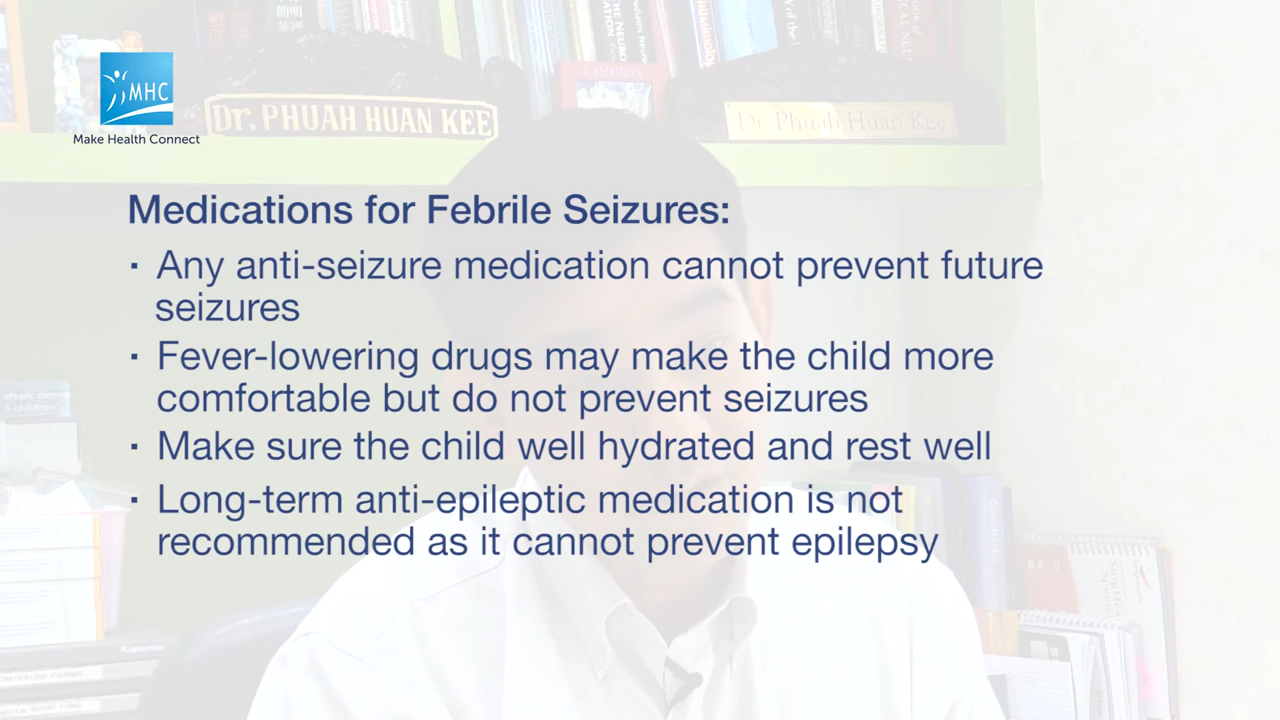 MHC
Make Health Connect
Dr. PHUAH HUAN KEE
CAMBODIA
Dr Phuah Huan Kee
Medications for Febrile Seizures:
· Any anti-seizure medication cannot prevent future
seizures
· Fever-lowering drugs may make the child more
comfortable but do not prevent seizures
· Make sure the child well hydrated and rest well
· Long-term anti-epileptic medication is not
recommended as it cannot prevent epilepsy